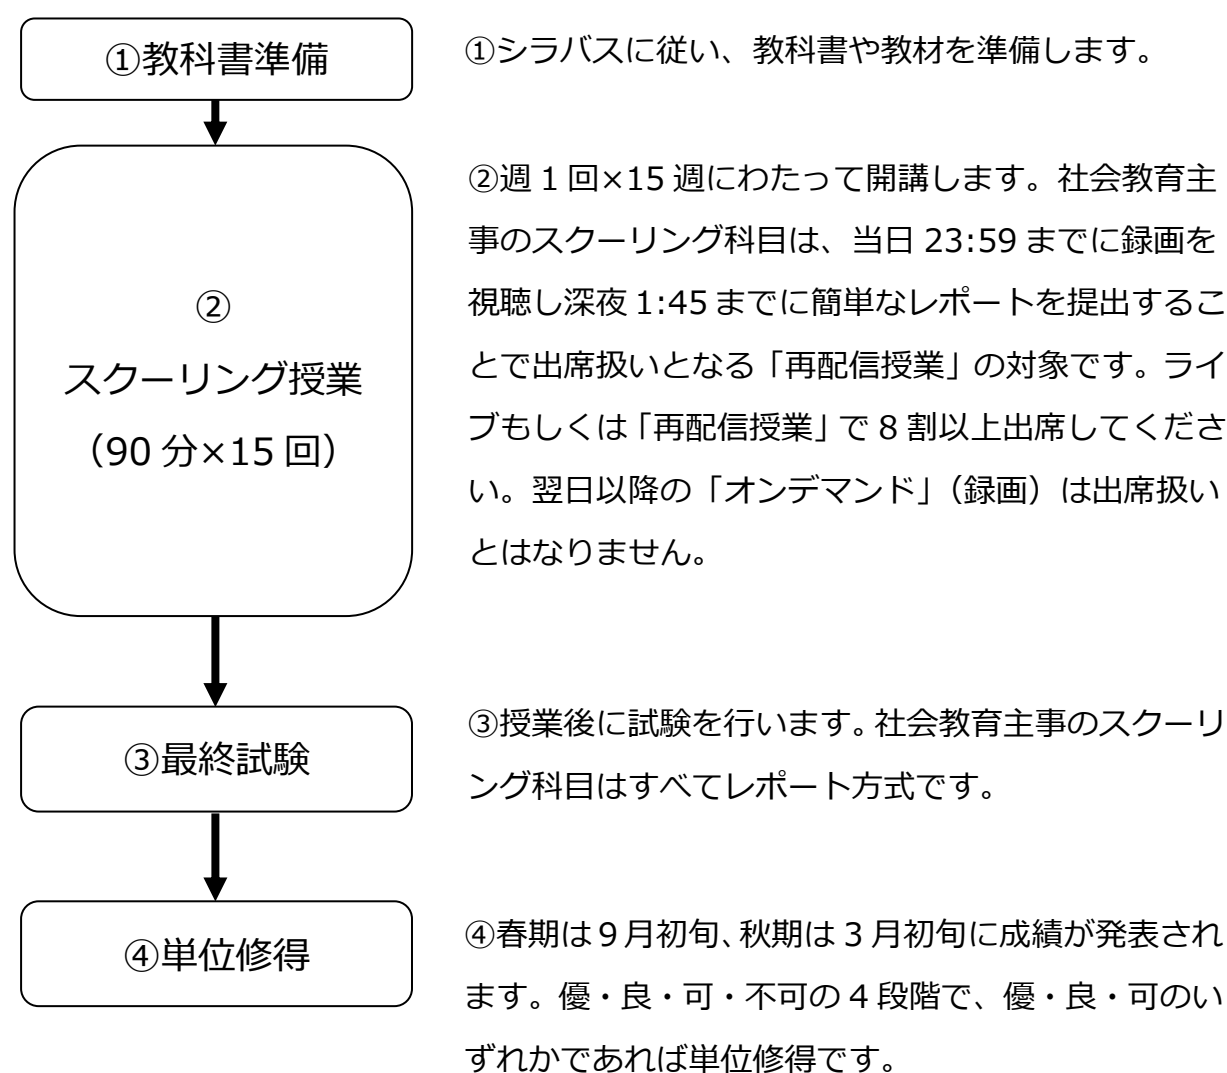 ①教科書準備
①シラバスに従い、教科書や教材を準備します。
②
スクーリング授業
（90 分×15 回）
②週 1 回×15 週にわたって開講します。社会教育主
事のスクーリング科目は、当日 23:59 までに録画を
視聴し深夜 1:45 までに簡単なレポートを提出するこ
とで出席扱いとなる「再配信授業」の対象です。ライ
ブもしくは「再配信授業」で 8 割以上出席してくださ
い。翌日以降の「オンデマンド」（録画）は出席扱い
とはなりません。
③最終試験
③授業後に試験を行います。社会教育主事のスクーリ
ング科目はすべてレポート方式です。
④単位修得
④春期は 9 月初旬、秋期は 3 月初旬に成績が発表され
ます。優・良・可・不可の 4 段階で、優・良・可のい
ずれかであれば単位修得です。